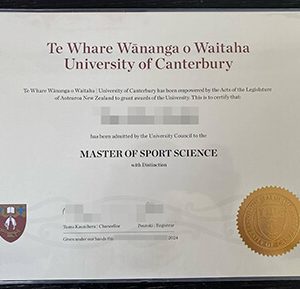 Te Whare Wānanga o Waitaha
University of Canterbury
Te Whare Wānanga o Waitaha | University of Canterbury has been empowered by the Acts of the Legislature
of Aotearoa New Zealand to grant awards of the University. This is to certify that:
has been admitted by the University Council to the
MASTER OF SPORT SCIENCE
with Distinction
Chancellor
Registrar
Given under our hands this 2024